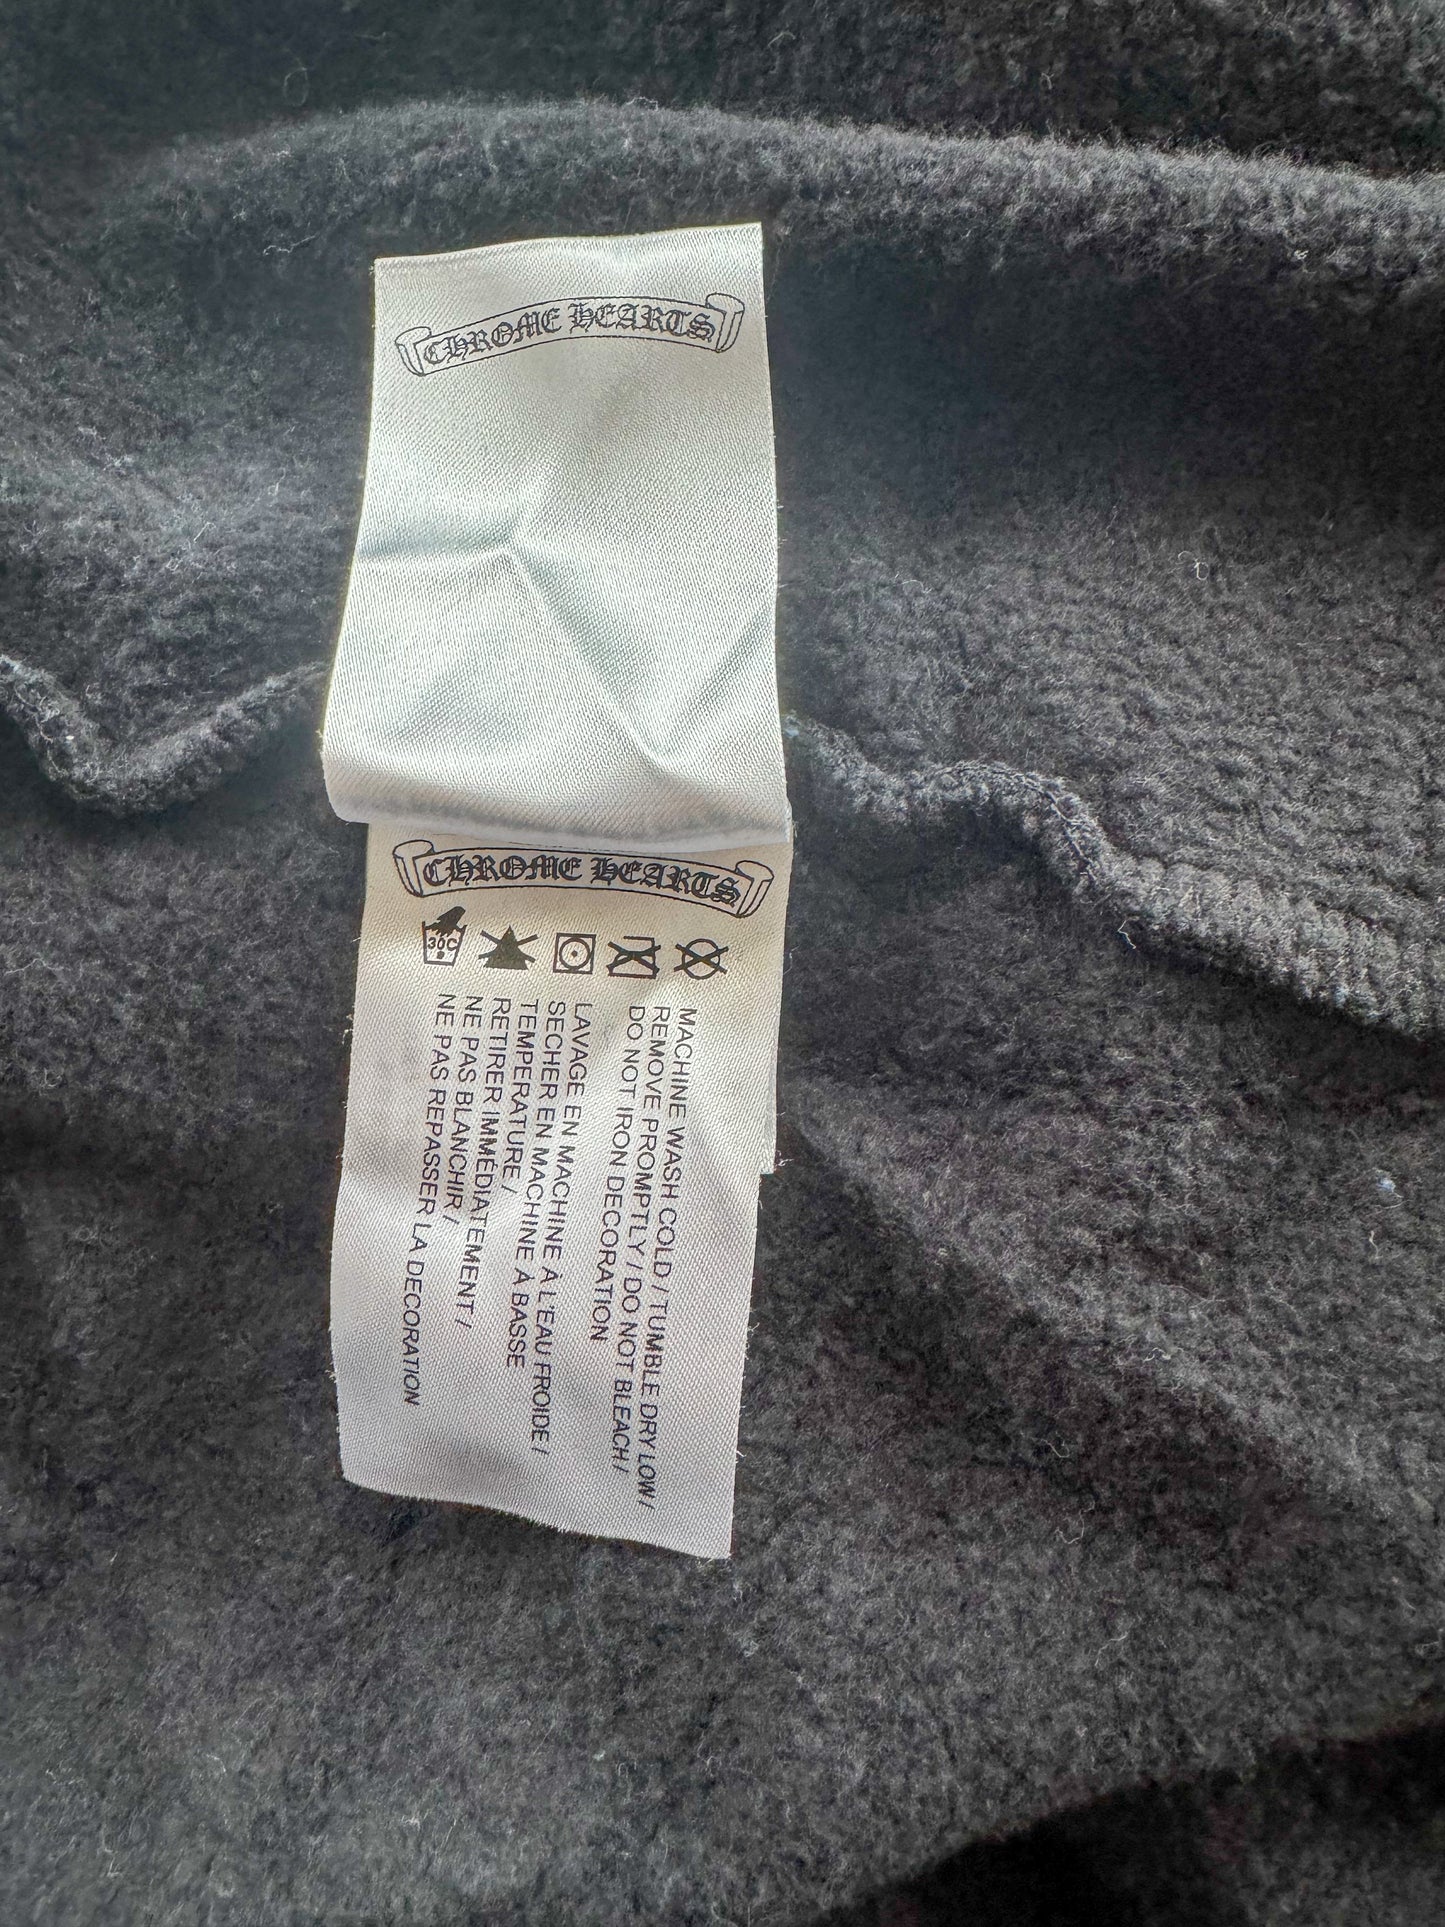 CHROME HEARTS
CHROME HEARTS
30C
MACHINE WASH COLD / TUMBLE DRY LOW /
REMOVE PROMPTLY / DO NOT BLEACH /
DO NOT IRON DECORATION
LAVAGE EN MACHINE À L'EAU FROIDE /
SECHER EN MACHINE À BASSE
TEMPERATURE /
RETIRER IMMÉDIATEMENT /
NE PAS BLANCHIR /
NE PAS REPASSER LA DECORATION